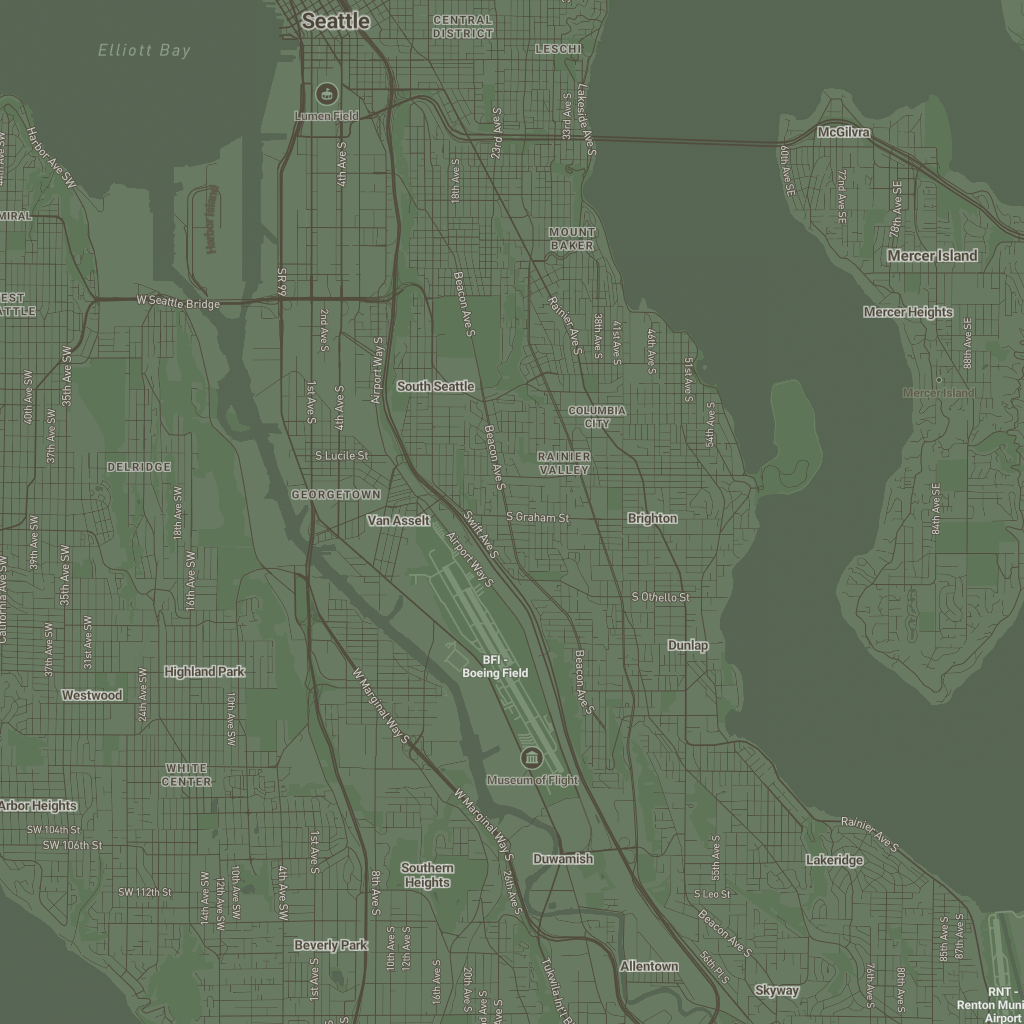 Seattle
CENTRAL
DISTRICT
LESCHI
Elliott Bay
Lumen Field
Lakeside Ave S
33rd Ave S
23rd Ave S
4th Ave S
18th Ave S
McGilvra
60th Ave SE
72nd Ave SE
78th Ave SE
Harbor Ave SW
Harbor Island
MOUNT
BAKER
Mercer Island
Mercer Heights
88th Ave SE
Mercer Island
W Seattle Bridge
SR 99
2nd Ave S
Beacon Ave S
Rainier Ave S
38th Ave S
41st Ave S
46th Ave S
51st Ave S
54th Ave S
Airport Way S
South Seattle
COLUMBIA
CITY
35th Ave SW
40th Ave SW
37th Ave SW
1st Ave S
4th Ave S
DELRIDGE
S Lucile St
Beacon Ave S
RAINIER
VALLEY
GEORGETOWN
Van Asselt
S Graham St
Brighton
84th Ave SE
18th Ave SW
16th Ave SW
39th Ave SW
35th Ave SW
California Ave SW
Swift Ave S
Airport Way S
S Othello St
Dunlap
37th Ave SW
31st Ave SW
Highland Park
Westwood
24th Ave SW
10th Ave SW
W Marginal Way S
BFI -
Boeing Field
Beacon Ave S
WHITE
CENTER
Museum of Flight
Arbor Heights
SW 104th St
SW 106th St
W Marginal Way S
Rainier Ave S
Lakeridge
Duwamish
55th Ave S
Southern
Heights
26th Ave S
1st Ave S
SW 112th St
14th Ave SW
12th Ave SW
10th Ave SW
4th Ave SW
8th Ave S
S Leo St
Beacon Ave S
56th Pl S
Beverly Park
10th Ave S
12th Ave S
1st Ave S
16th Ave S
20th Ave S
Tukwila Int'l B
Allentown
Skyway
76th Ave S
80th Ave S
85th Ave S
87th Ave S
RNT -
Renton Muni
Airport